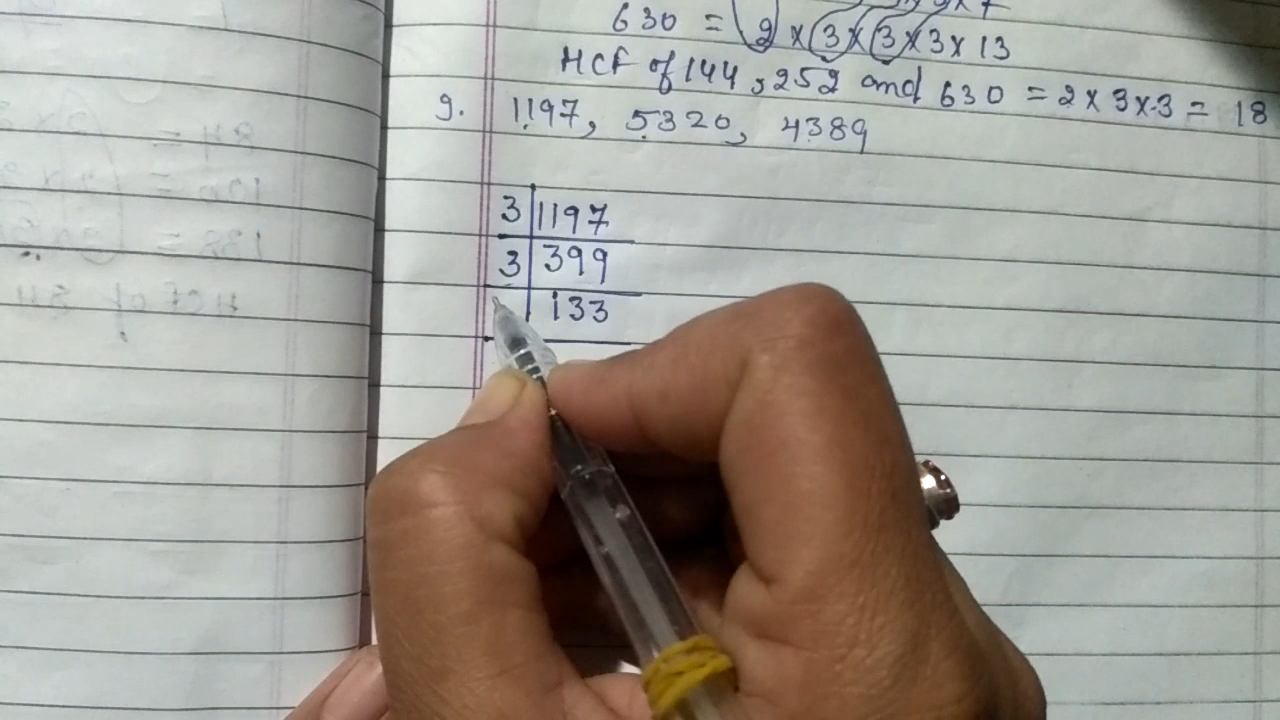 630 = 2 × 3 × 3 × 3 × 13
HCF of 144, 252 and 630 = 2 × 3 × 3 = 18
9. 1197, 5320, 4389
3 | 1197
3 | 399
133